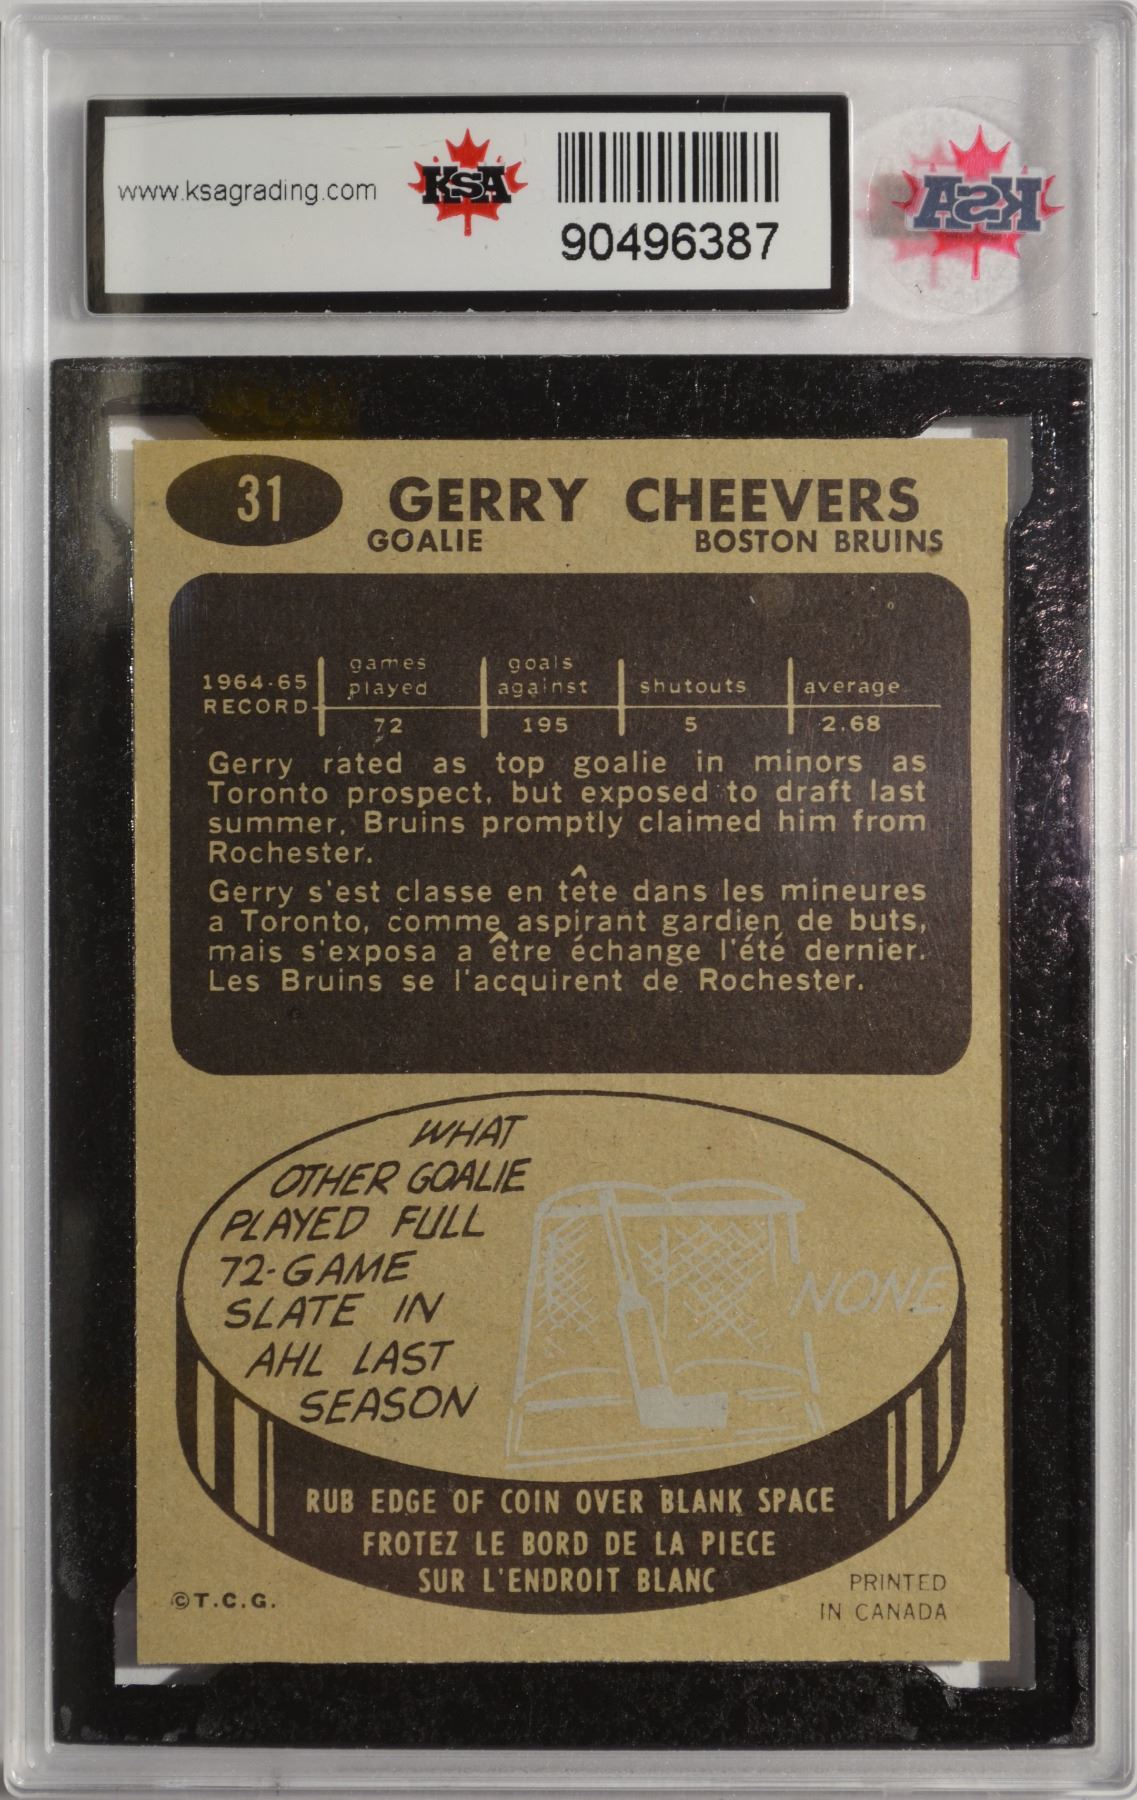 www.ksagrading.com
KSA
90496387
KSA
31
GERRY CHEEVERS
GOALIE
BOSTON BRUINS
1964-65 RECORD
games played
goals against
shutouts
average
72
195
5
2.68
Gerry rated as top goalie in minors as
Toronto prospect, but exposed to draft last
summer, Bruins promptly claimed him from
Rochester.
Gerry s'est classe en tête dans les mineures
a Toronto, comme aspirant gardien de buts,
mais s'exposa a être échange l'été dernier.
Les Bruins se l'acquirent de Rochester.
WHAT
OTHER GOALIE
PLAYED FULL
72-GAME
SLATE IN
AHL LAST
SEASON
NONE
RUB EDGE OF COIN OVER BLANK SPACE
FROTEZ LE BORD DE LA PIECE
SUR L'ENDROIT BLANC
©T.C.G.
PRINTED
IN CANADA